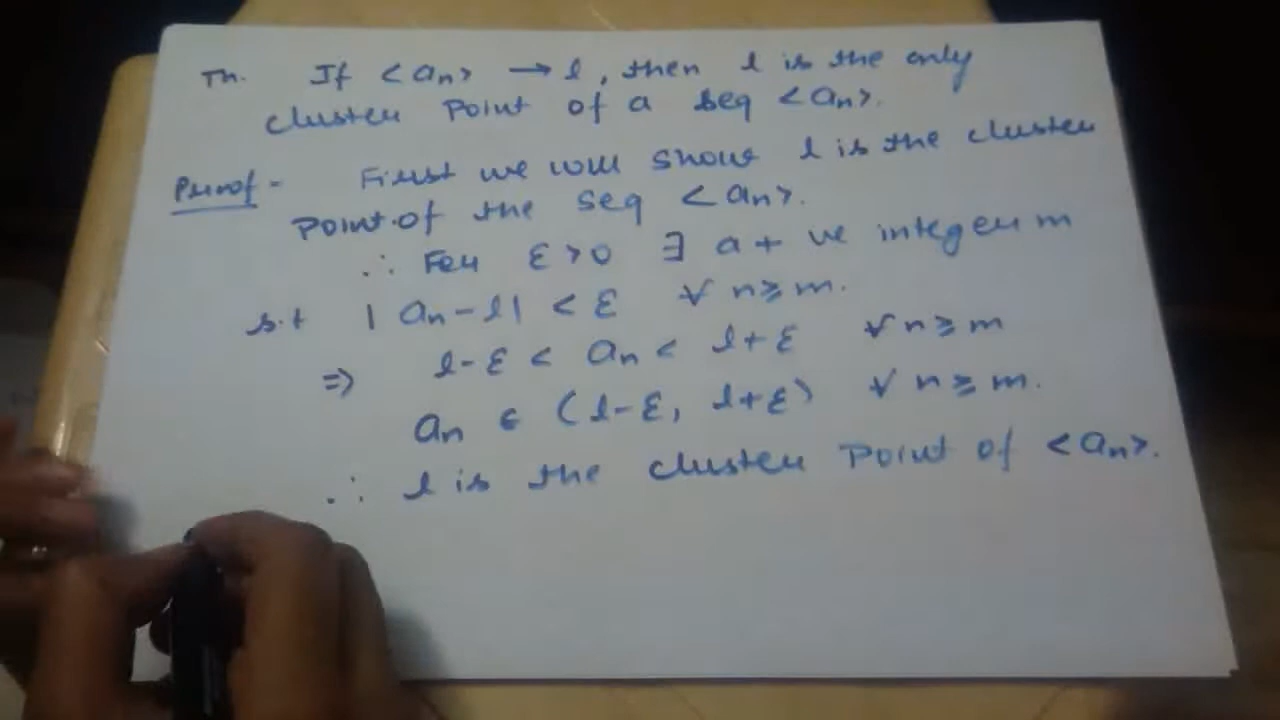 Th. If <an> → l, then l is the only
cluster point of a seq <an>.
Proof- First we will show l is the cluster
point of the seq <an>.
∴ For ε>0 ∃ a +ve integer m
s.t |an-l| < ε ∀ n≥m.
⇒ l-ε < an < l+ε ∀ n≥m
an ∈ (l-ε, l+ε) ∀ n≥m.
∴ l is the cluster point of <an>.